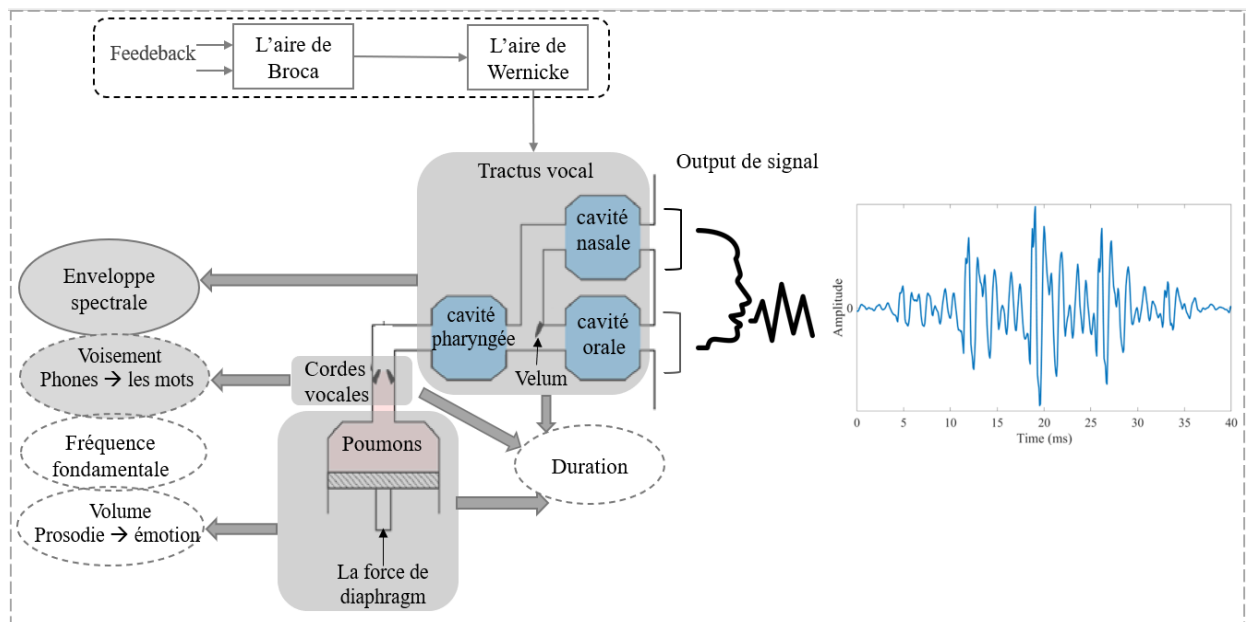 Feedeback
L'aire de
Broca
L'aire de
Wernicke
Tractus vocal
Output de signal
cavité
nasale
Enveloppe
spectrale
cavité
pharyngée
cavité
orale
Voisement
Phones → les mots
Cordes
vocales
Velum
Fréquence
fondamentale
Poumons
Duration
Volume
Prosodie → émotion
La force de
diaphragm
Amplitude
0
0
5
10
15
20
25
30
35
40
Time (ms)